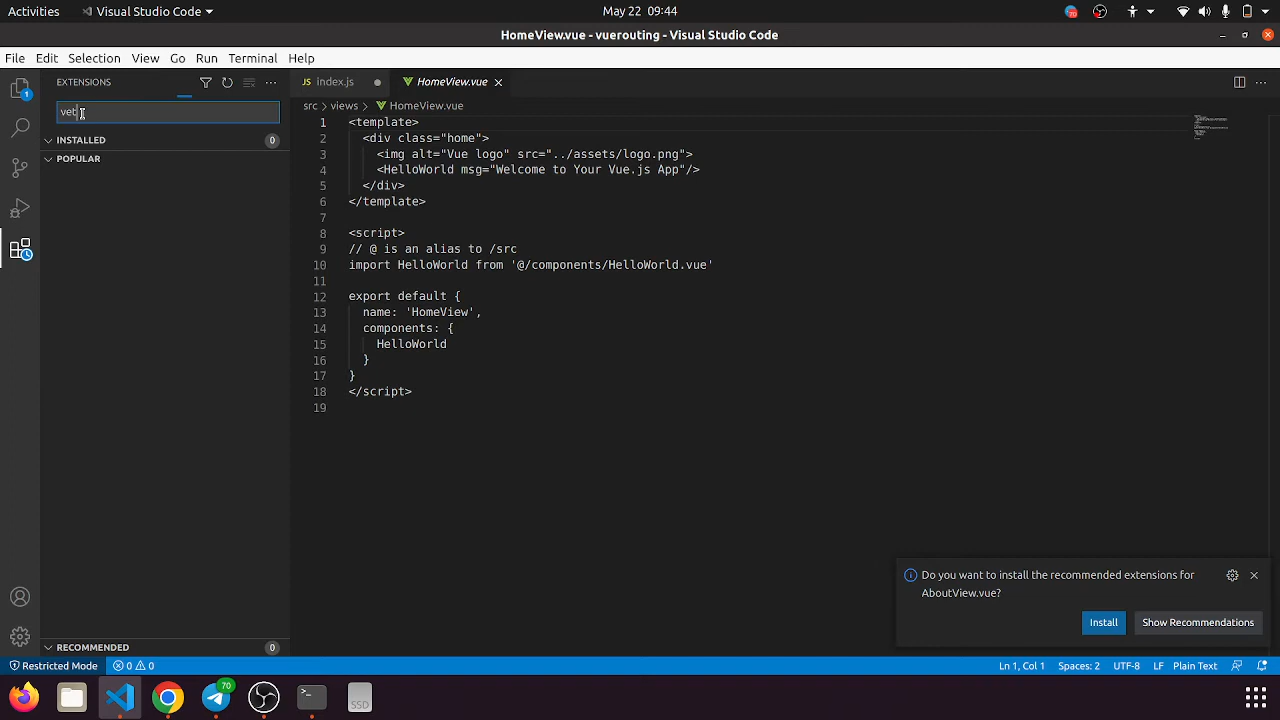 Activities
Visual Studio Code
May 22 09:44
70
HomeView.vue - vuerouting - Visual Studio Code
File Edit Selection View Go Run Terminal Help
EXTENSIONS
vet
INSTALLED 0
POPULAR
RECOMMENDED 0
1
index.js
HomeView.vue
src > views > HomeView.vue
1 <template>
2 <div class="home">
3 <img alt="Vue logo" src="../assets/logo.png">
4 <HelloWorld msg="Welcome to Your Vue.js App"/>
5 </div>
6 </template>
7
8 <script>
9 // @ is an alias to /src
10 import HelloWorld from '@/components/HelloWorld.vue'
11
12 export default {
13 name: 'HomeView',
14 components: {
15 HelloWorld
16 }
17 }
18 </script>
19
Do you want to install the recommended extensions for
AboutView.vue?
Install
Show Recommendations
Restricted Mode 0 0
Ln 1, Col 1 Spaces: 2 UTF-8 LF Plain Text
70
SSD